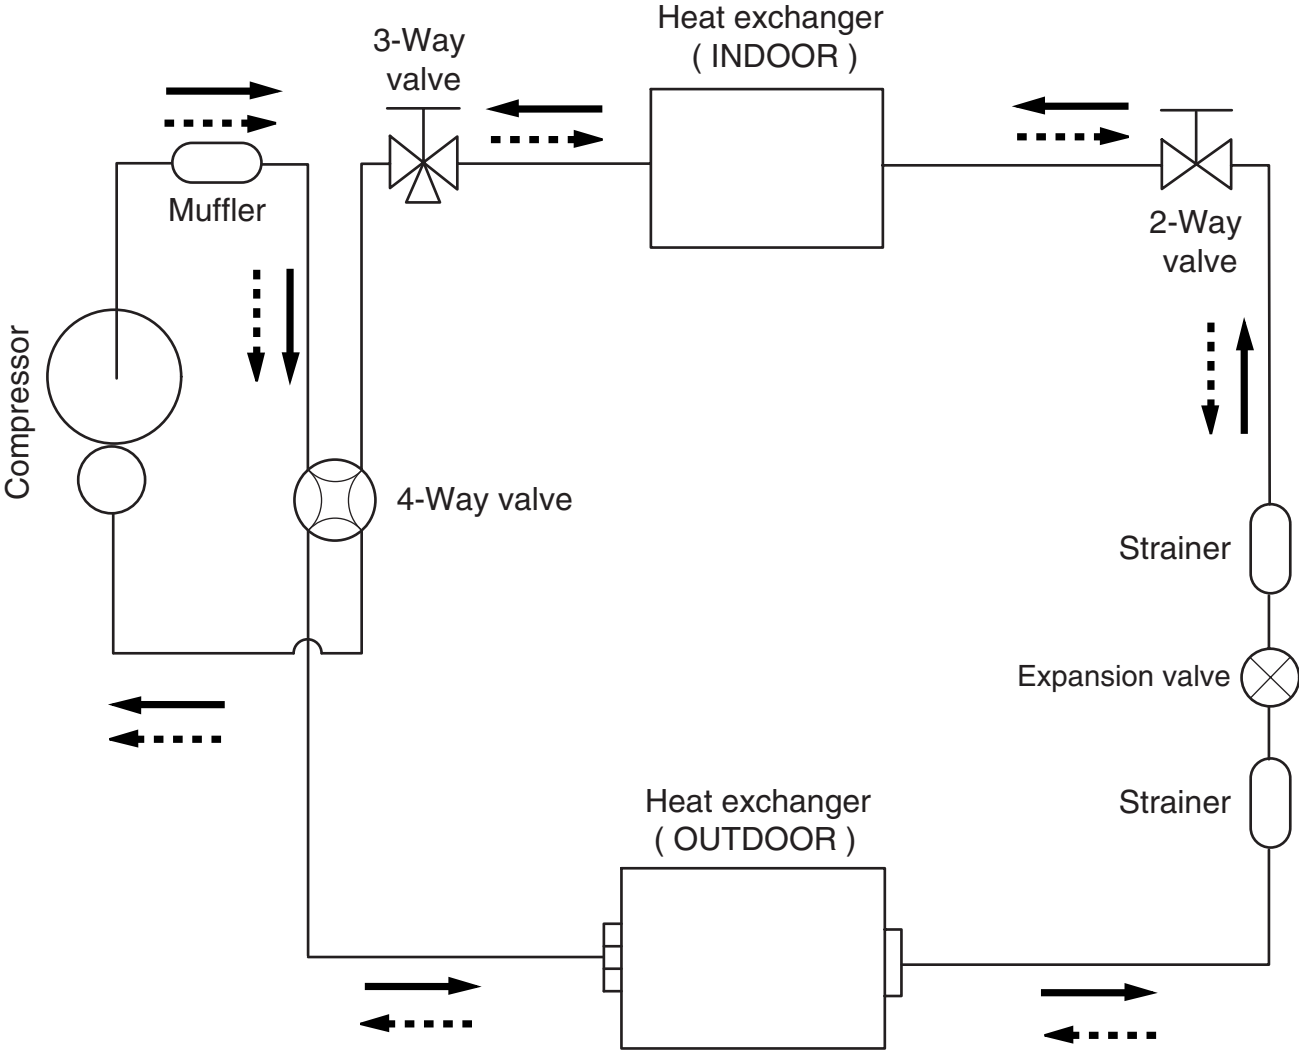 Heat exchanger
( INDOOR )
3-Way
valve
Muffler
2-Way
valve
Compressor
4-Way valve
Strainer
Expansion valve
Strainer
Heat exchanger
( OUTDOOR )